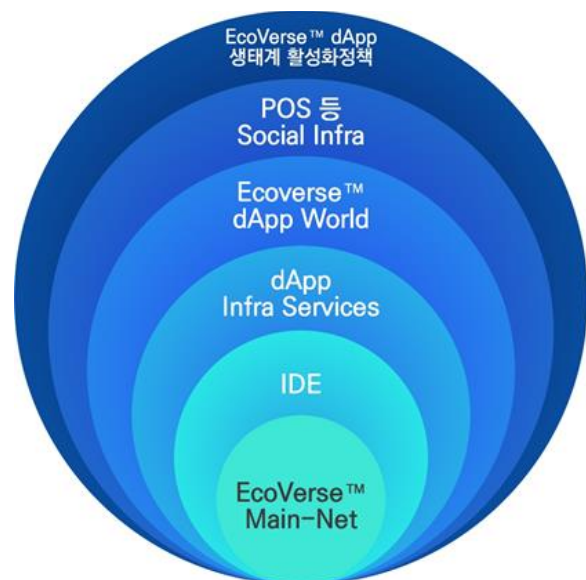 EcoVerse™ dApp
생태계 활성화정책
POS 등
Social Infra
Ecoverse™
dApp World
dApp
Infra Services
IDE
EcoVerse™
Main-Net